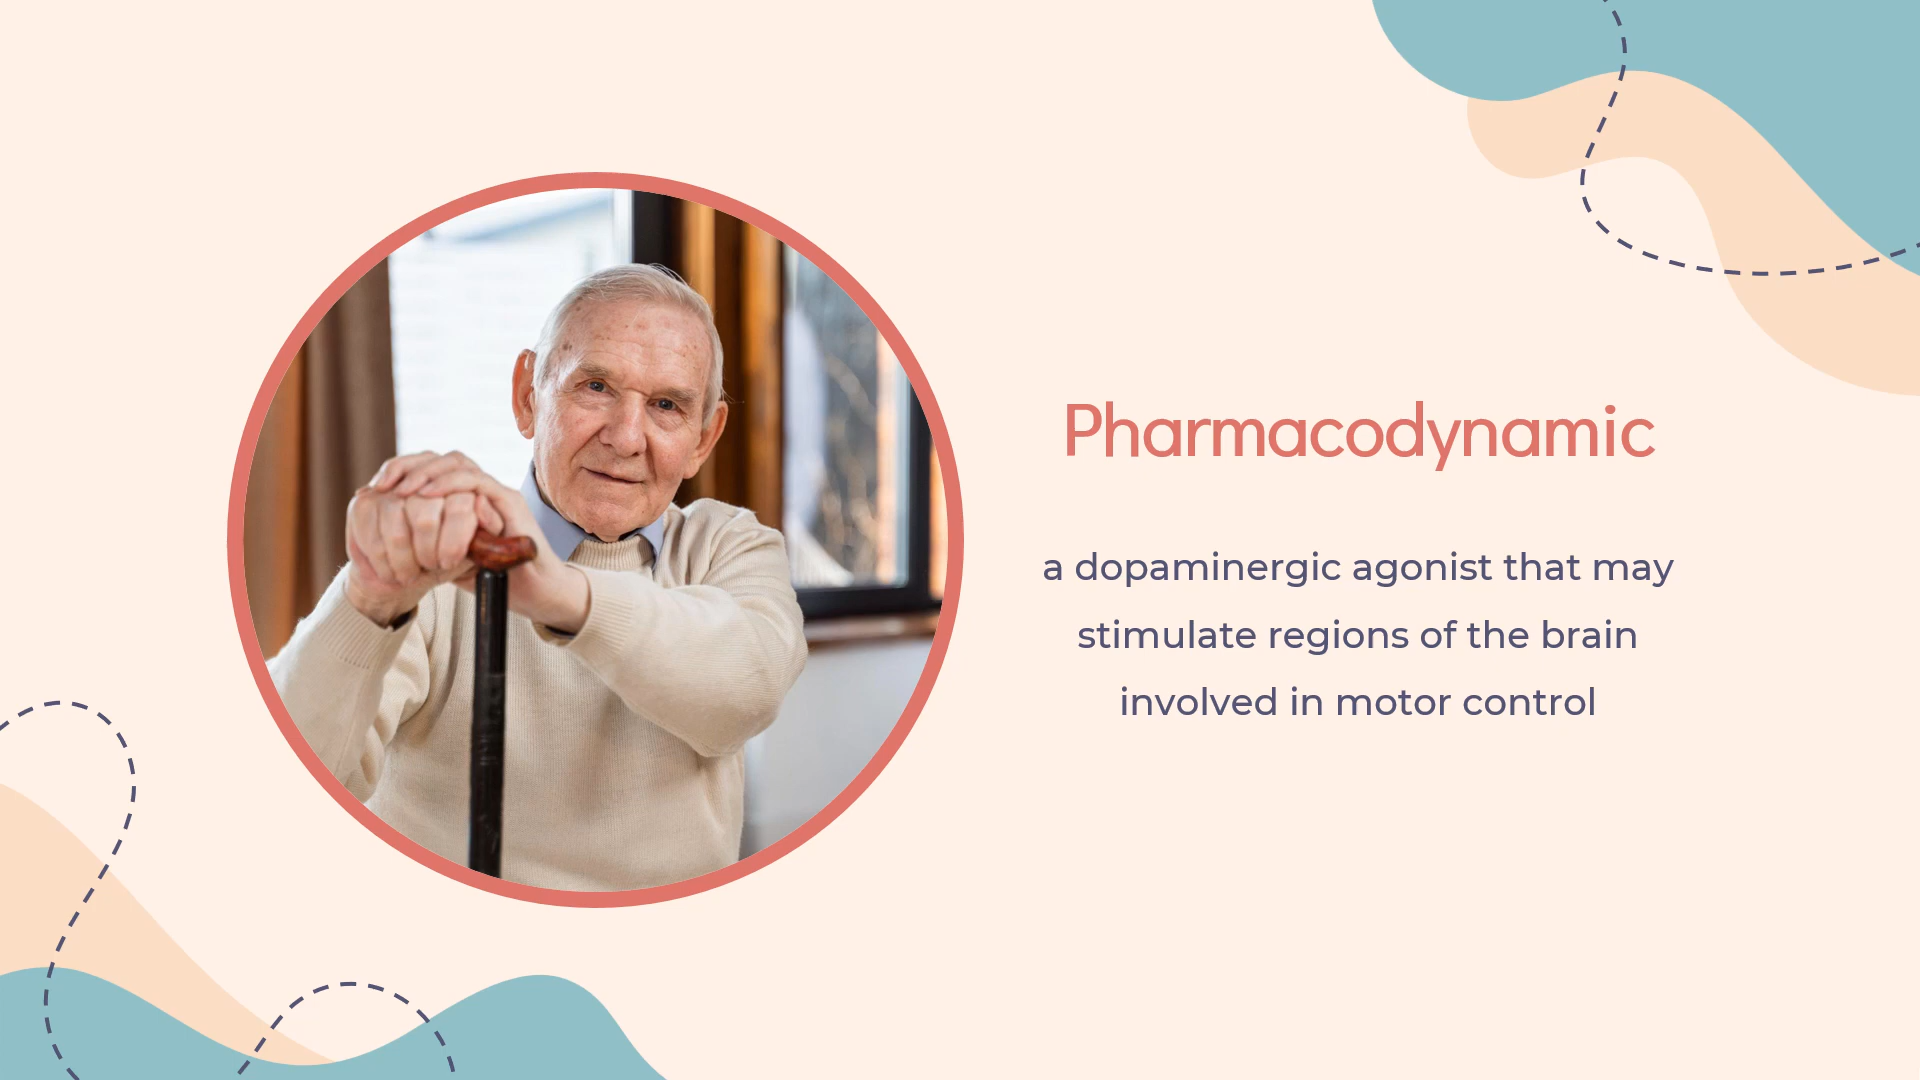 Pharmacodynamic
a dopaminergic agonist that may
stimulate regions of the brain
involved in motor control